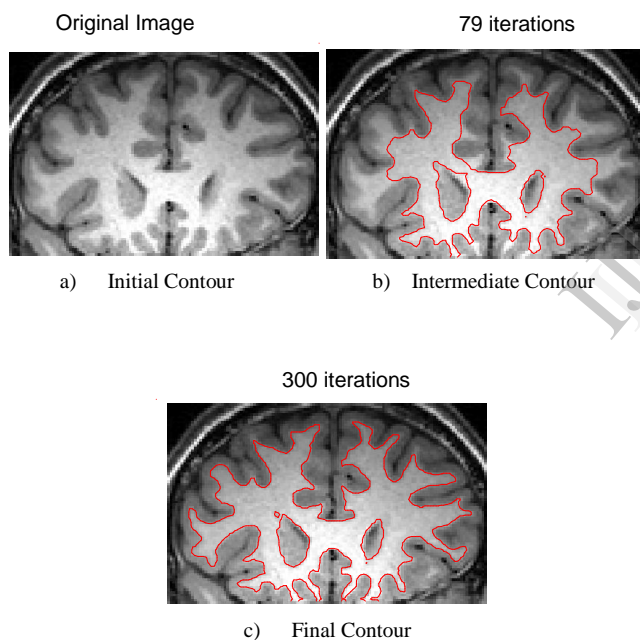 Original Image
79 iterations
a) Initial Contour
b) Intermediate Contour
300 iterations
c) Final Contour